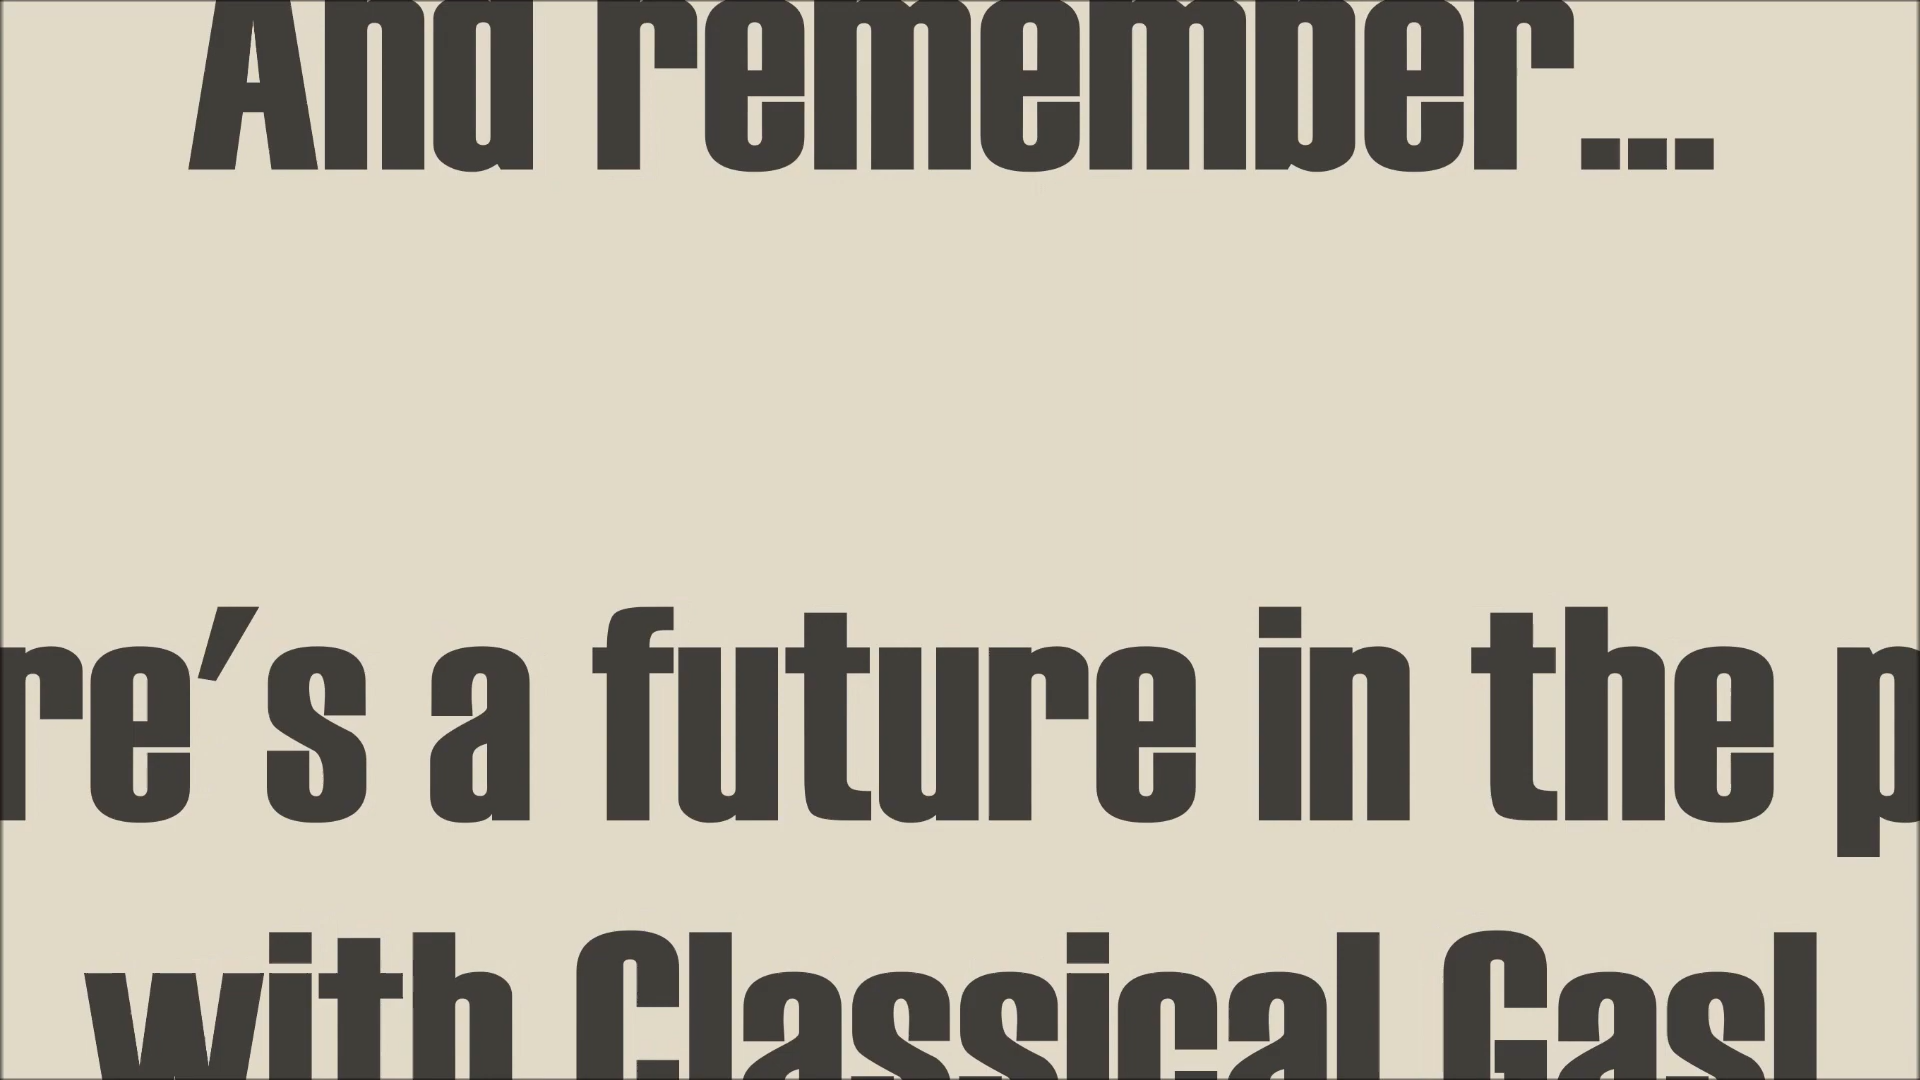 And remember...
re's a future in the p
with Classical Gas!